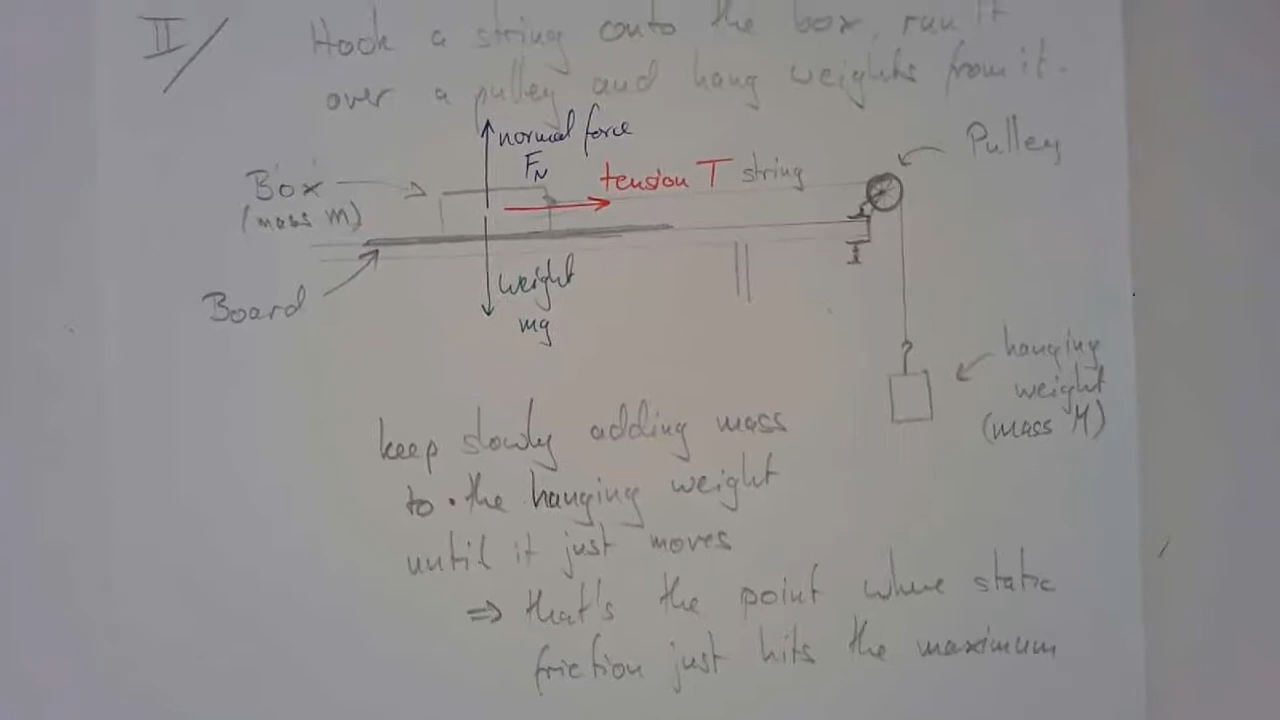 II/ Hook a string onto the box, run it
over a pulley and hang weights from it.
normal force
F_N
Pulley
Box
(mass m)
tension T string
Board
weight
mg
hanging
weight
(mass M)
keep slowly adding mass
to the hanging weight
until it just moves
⇒ that's the point where static
friction just hits the maximum